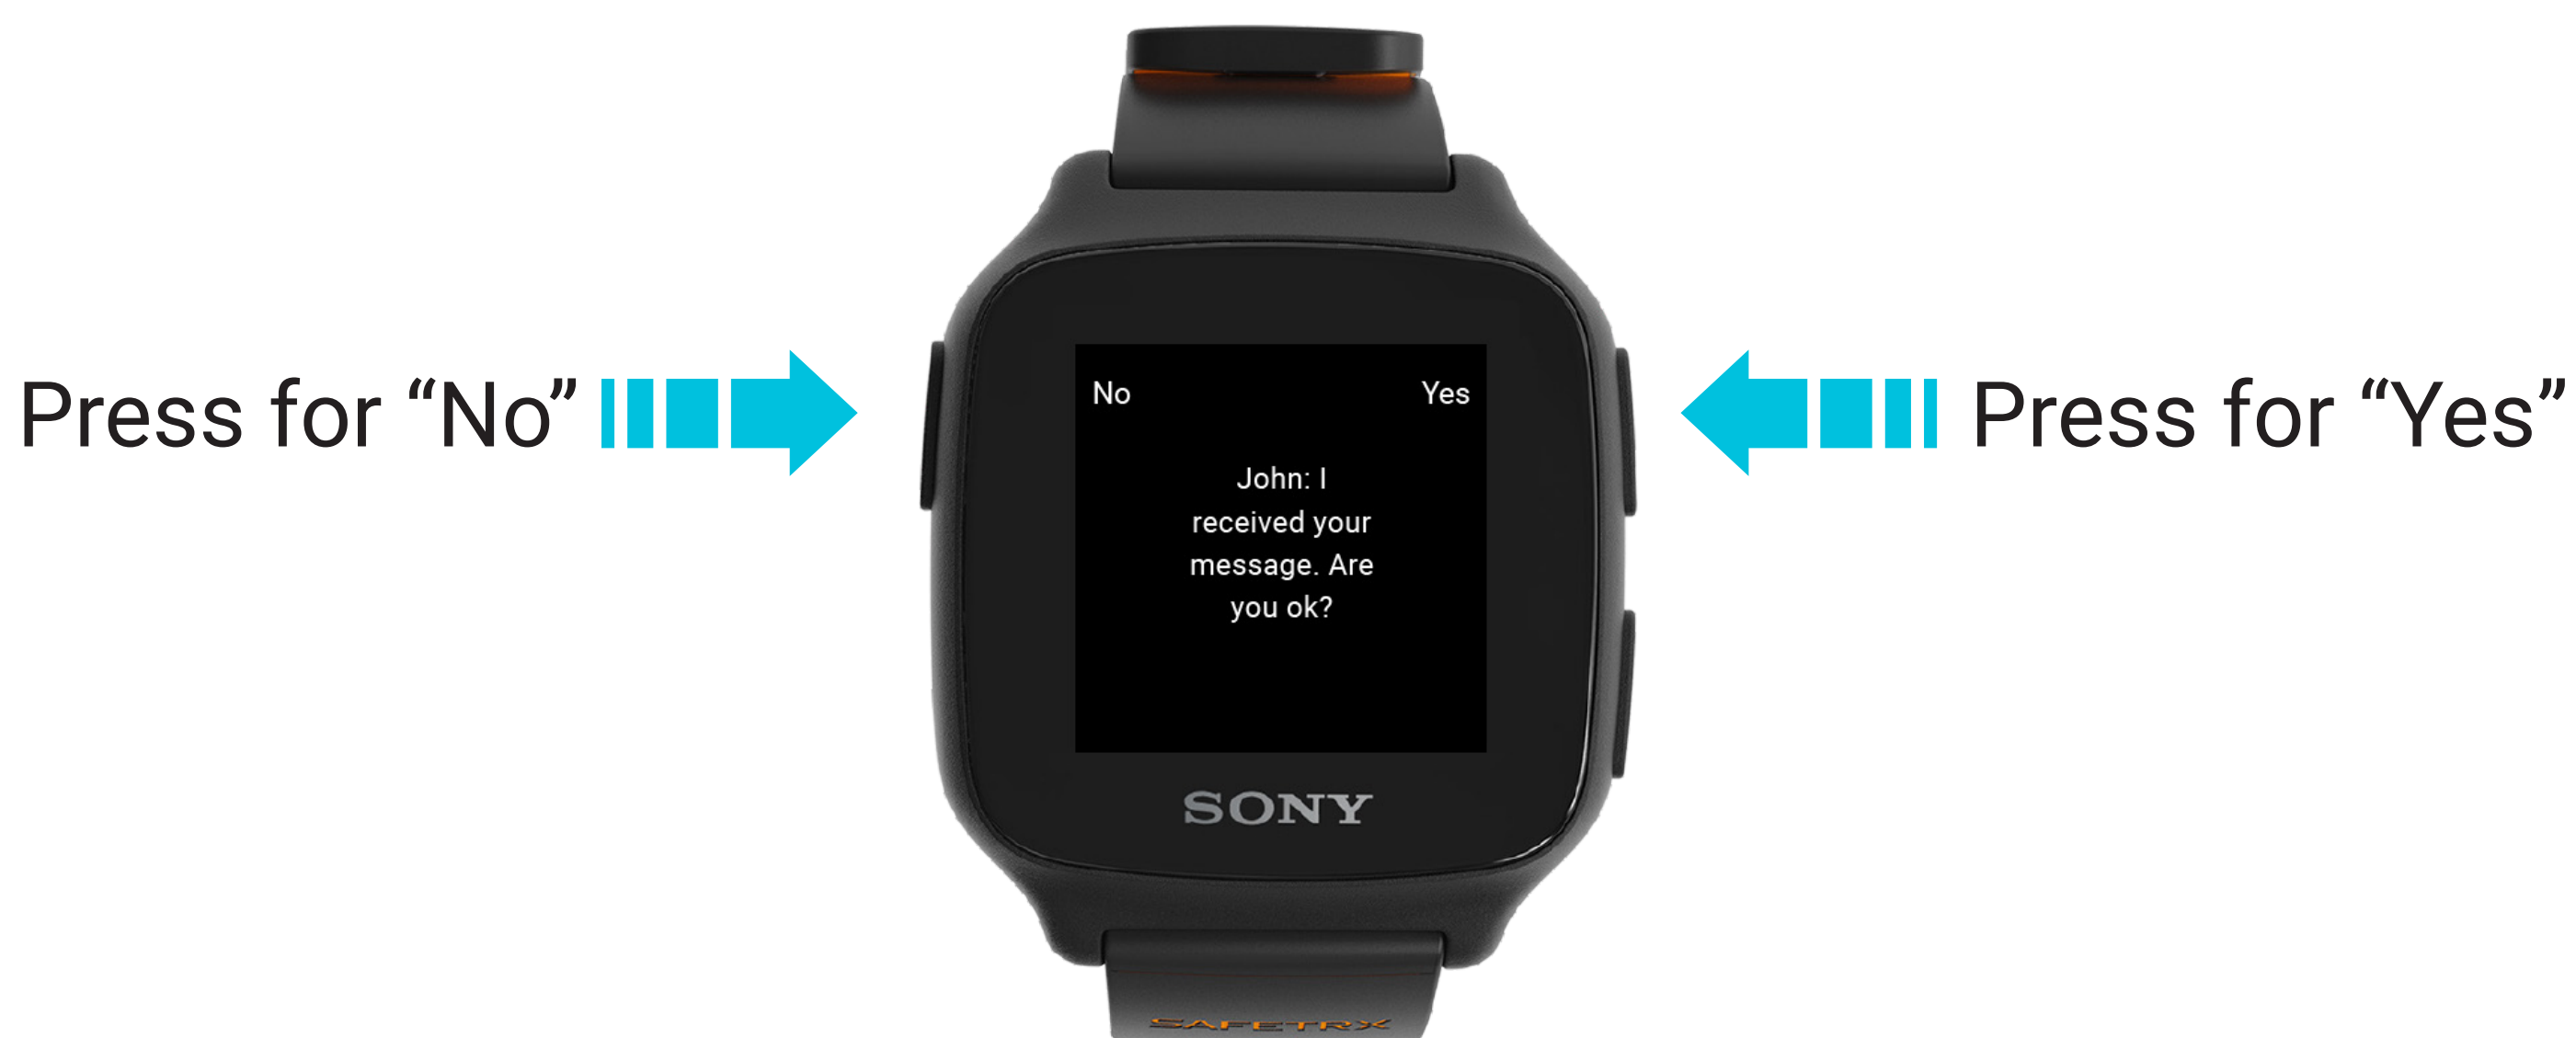 Press for “No”
No
Yes
Press for “Yes”
John: I
received your
message. Are
you ok?
SONY
SAFETRX